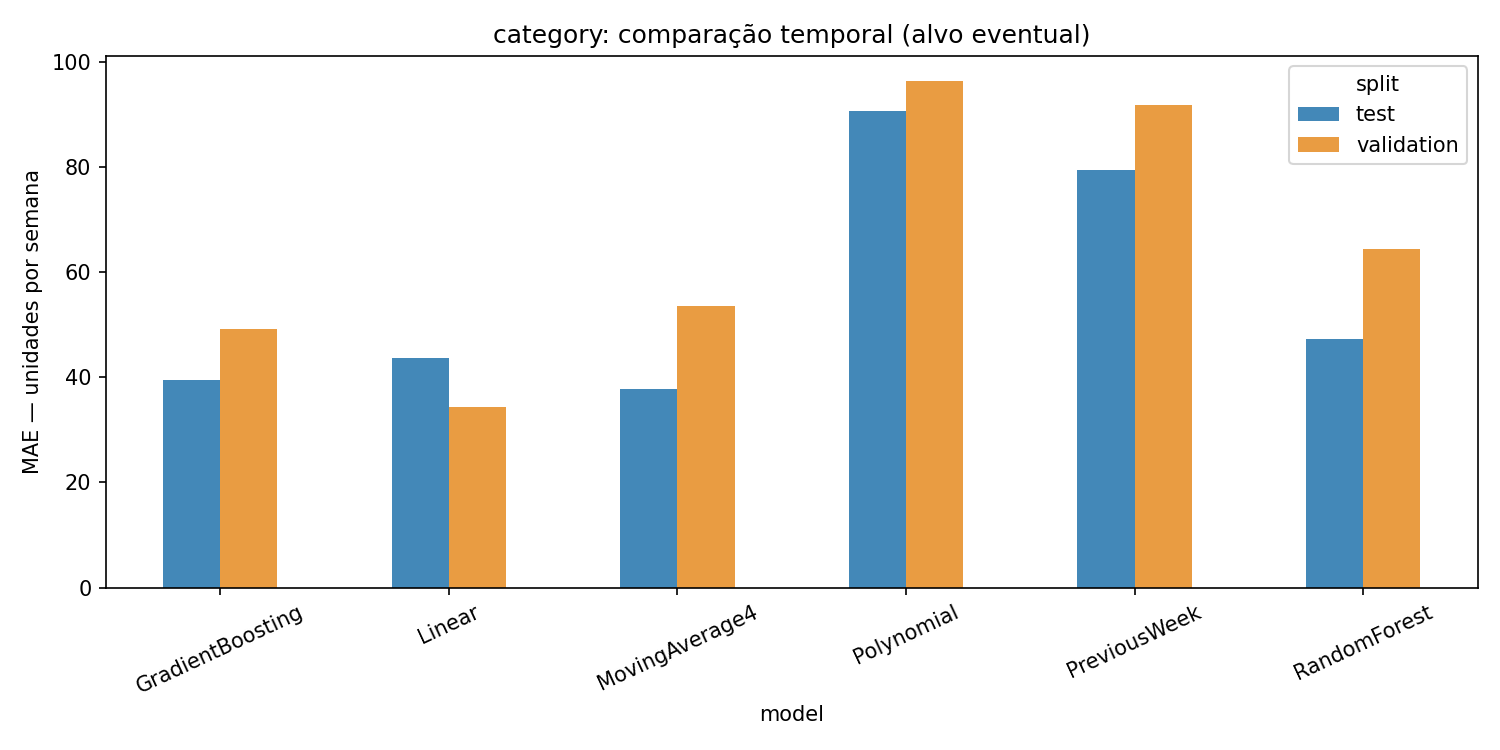 category: comparação temporal (alvo eventual)
MAE — unidades por semana
100
80
60
40
20
0
split
test
validation
GradientBoosting
Linear
MovingAverage4
Polynomial
PreviousWeek
RandomForest
model